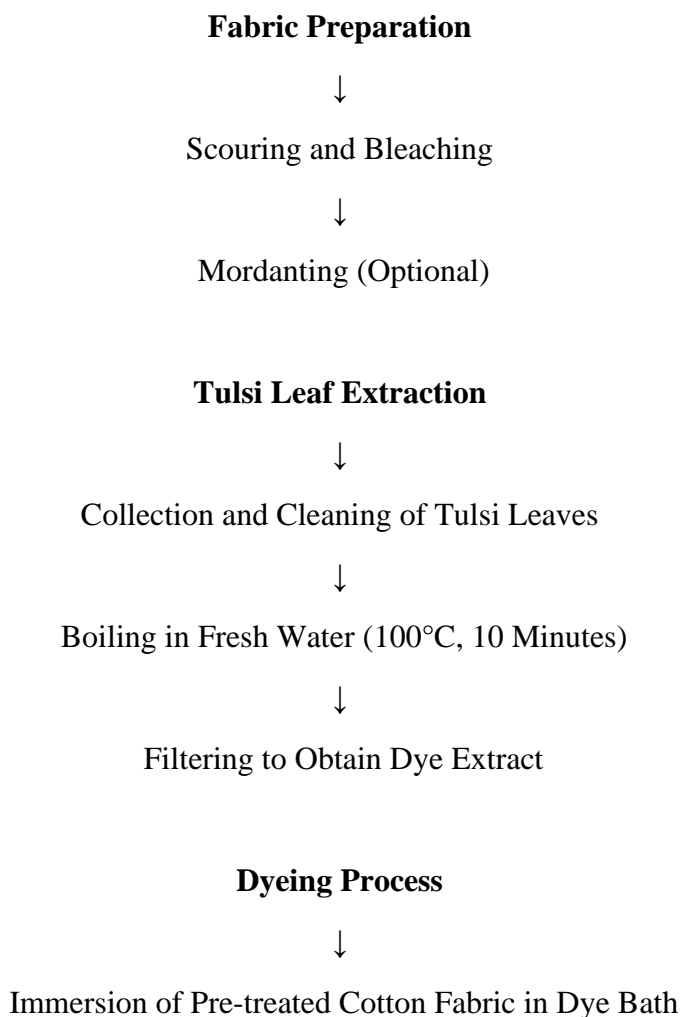 Fabric Preparation
↓
Scouring and Bleaching
↓
Mordanting (Optional)
Tulsi Leaf Extraction
↓
Collection and Cleaning of Tulsi Leaves
↓
Boiling in Fresh Water (100°C, 10 Minutes)
↓
Filtering to Obtain Dye Extract
Dyeing Process
↓
Immersion of Pre-treated Cotton Fabric in Dye Bath